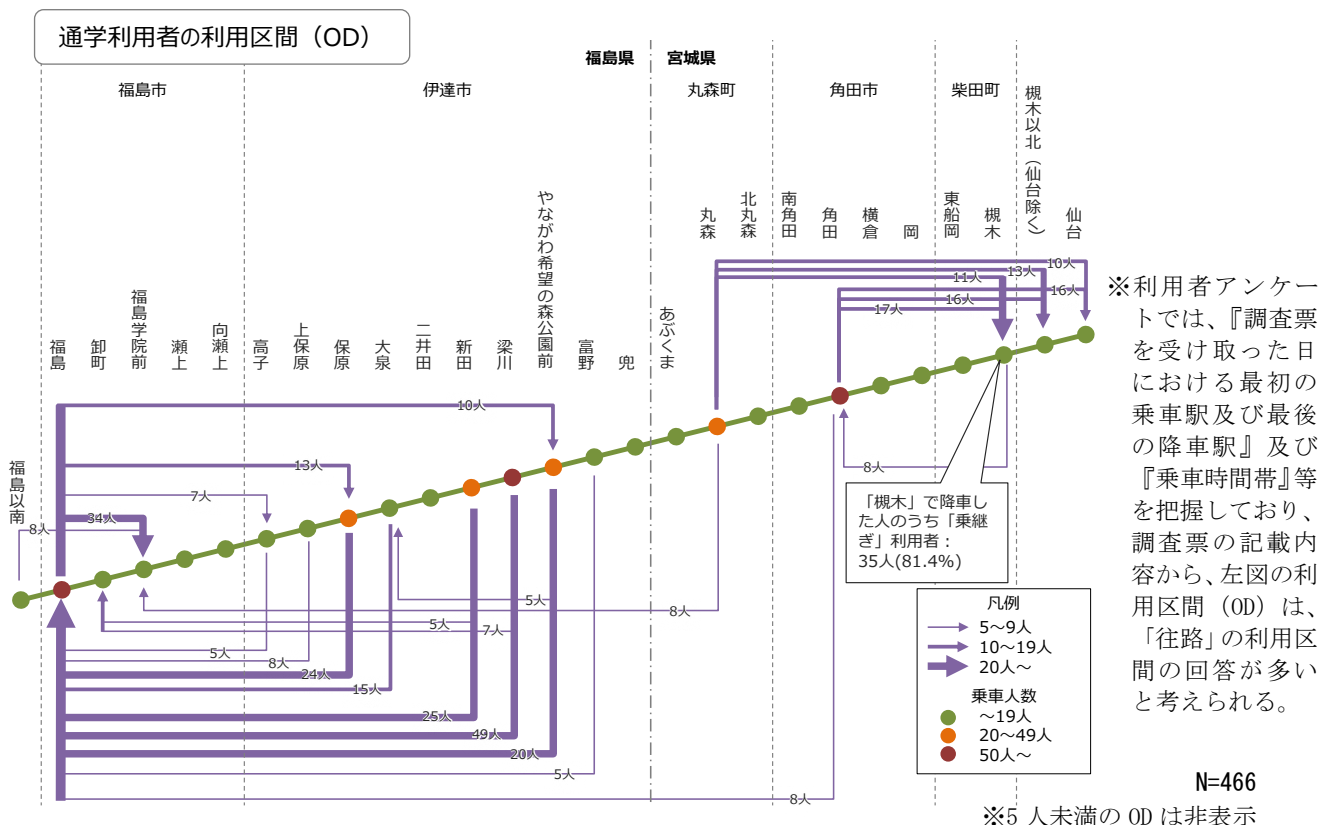 通学利用者の利用区間（OD）
福島県
宮城県
福島市
伊達市
丸森町
角田市
柴田町
福島以南
福島
卸町
福島学院前
瀬上
向瀬上
高子
上保原
保原
大泉
二井田
新田
梁川
やながわ希望の森公園前
富野
兜
あぶくま
丸森
北丸森
南角田
角田
横倉
岡
東船岡
槻木
槻木以北（仙台除く）
仙台
10人
13人
11人
16人
16人
17人
10人
13人
7人
34人
8人
8人
5人
8人
5人
7人
5人
8人
24人
15人
25人
49人
20人
5人
8人
「槻木」で降車し
た人のうち「乗継
ぎ」利用者：
35人(81.4%)
凡例
5～9人
10～19人
20人～
乗車人数
～19人
20～49人
50人～
※利用者アンケー
トでは、『調査票
を受け取った日
における最初の
乗車駅及び最後
の降車駅』及び
『乗車時間帯』等
を把握しており、
調査票の記載内
容から、左図の利
用区間（OD）は、
「往路」の利用区
間の回答が多い
と考えられる。
N=466
※5 人未満の OD は非表示